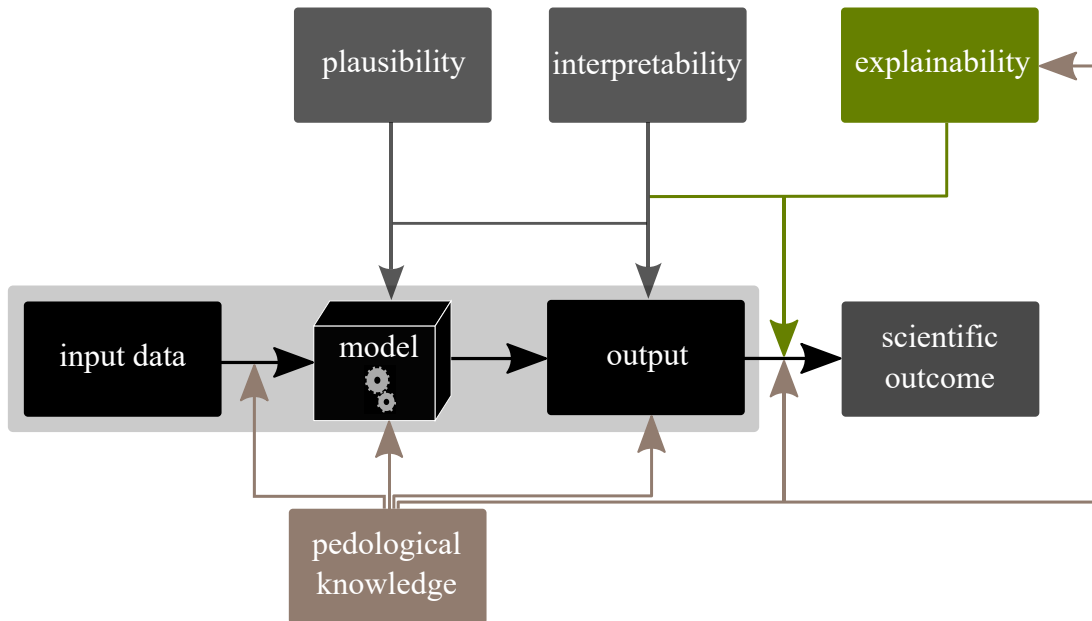 plausibility
interpretability
explainability
input data
model
output
scientific
outcome
pedological
knowledge